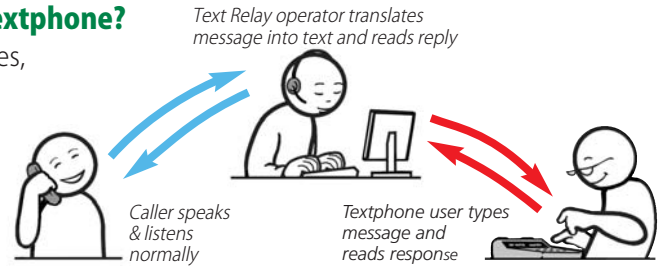 extphone?
es,
Text Relay operator translates
message into text and reads reply
Caller speaks
& listens
normally
Textphone user types
message and
reads response